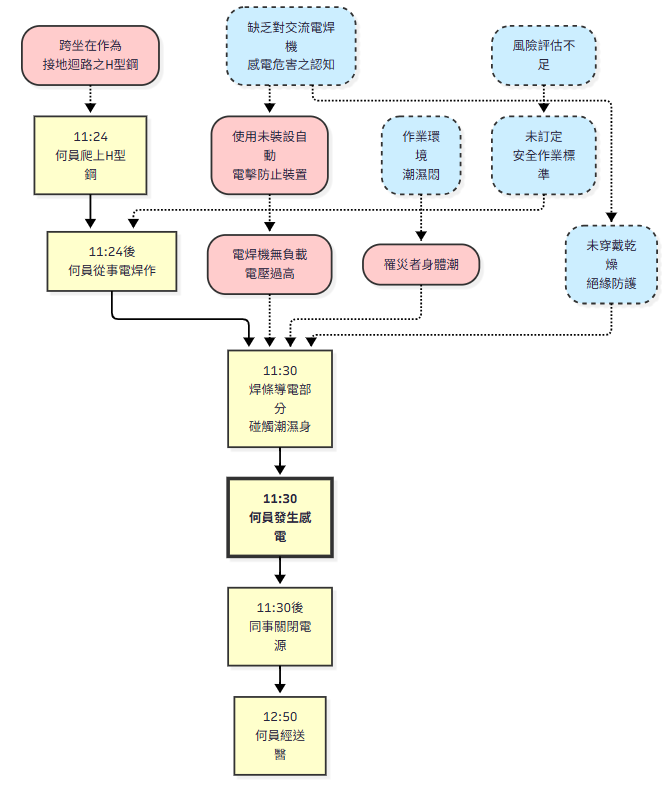 跨坐在作為
接地迴路之H型鋼
缺乏對交流電焊
機
感電危害之認知
風險評估不
足
11:24
何員爬上H型
鋼
使用未裝設自
動
電擊防止裝置
作業環
境
潮濕悶
未訂定
安全作業標
準
11:24後
何員從事電焊作
電焊機無負載
電壓過高
罹災者身體潮
未穿戴乾
燥
絕緣防護
11:30
焊條導電部
分
碰觸潮濕身
11:30
何員發生感
電
11:30後
同事關閉電
源
12:50
何員經送
醫